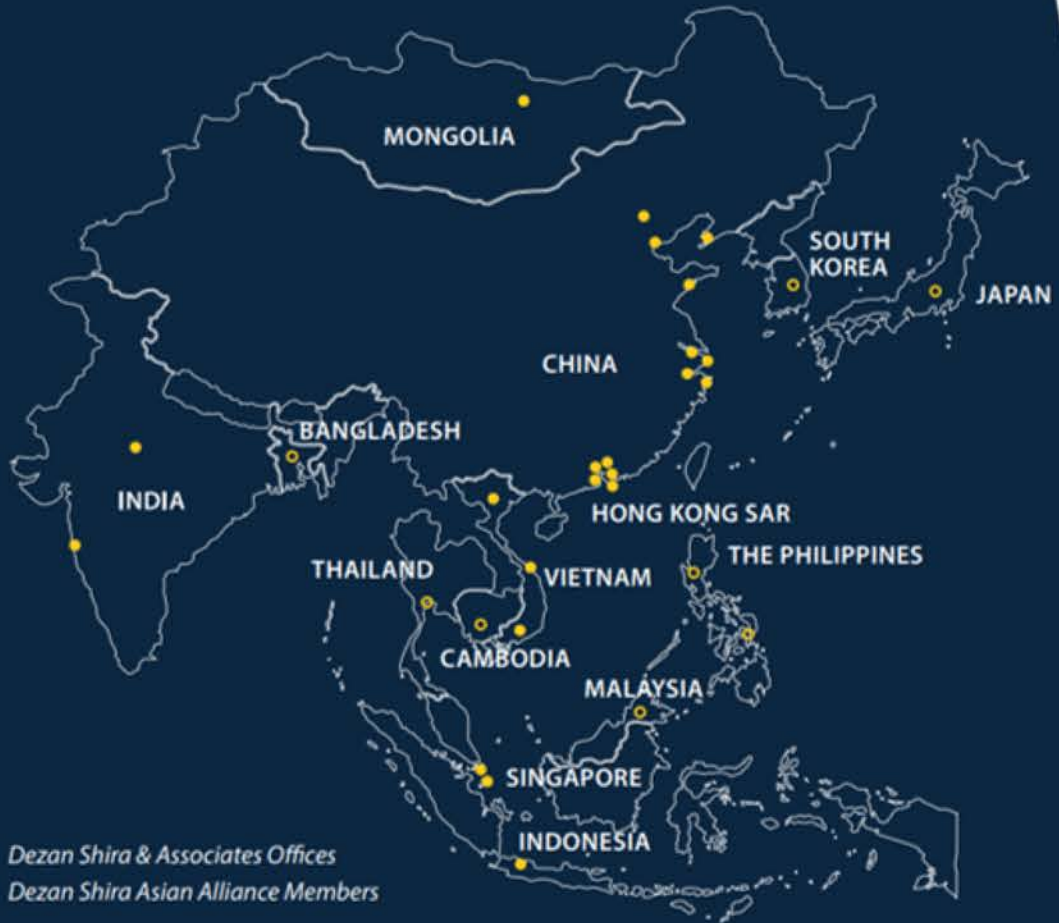 MONGOLIA
SOUTH
KOREA
JAPAN
CHINA
BANGLADESH
INDIA
HONG KONG SAR
THE PHILIPPINES
THAILAND
VIETNAM
CAMBODIA
MALAYSIA
SINGAPORE
INDONESIA
Dezan Shira & Associates Offices
Dezan Shira Asian Alliance Members